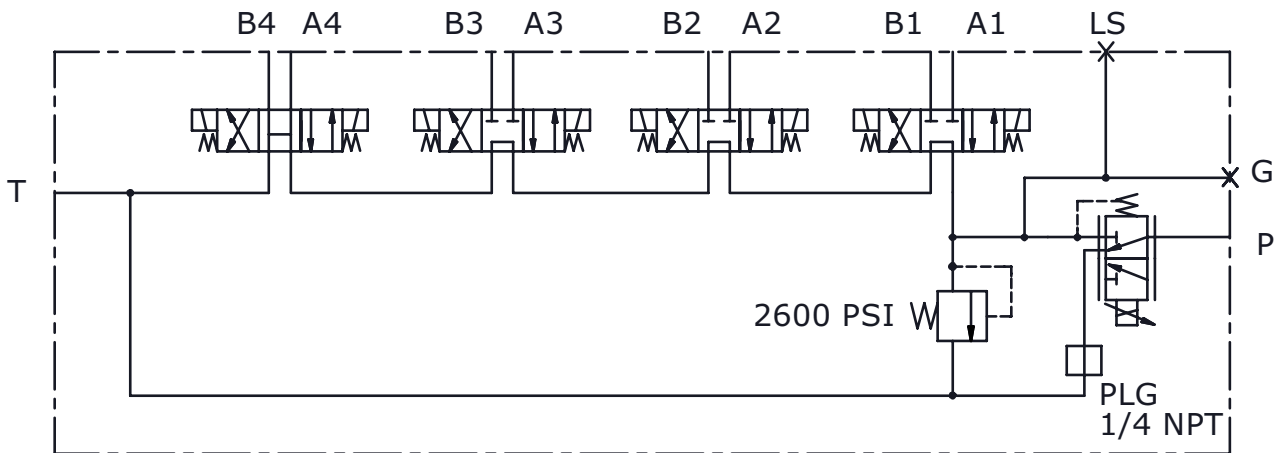 B4 A4 B3 A3 B2 A2 B1 A1 LS
T
G
P
2600 PSI
PLG
1/4 NPT